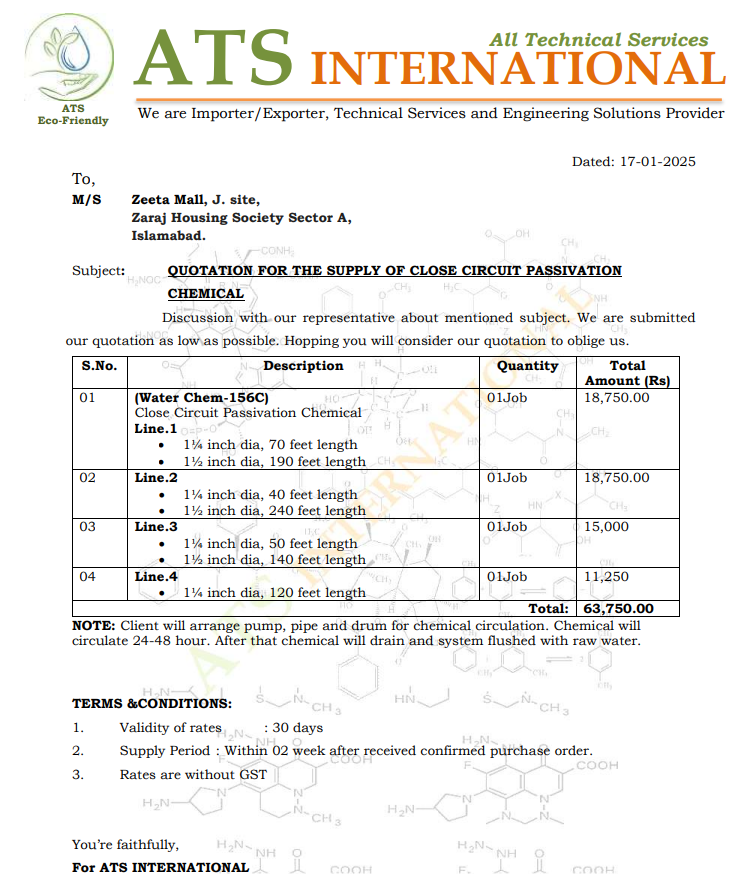 All Technical Services
ATS INTERNATIONAL
ATS
Eco-Friendly
We are Importer/Exporter, Technical Services and Engineering Solutions Provider
Dated: 17-01-2025
To,
M/S Zeeta Mall, J. site,
Zaraj Housing Society Sector A,
Islamabad.
Subject: QUOTATION FOR THE SUPPLY OF CLOSE CIRCUIT PASSIVATION
CHEMICAL
Discussion with our representative about mentioned subject. We are submitted
our quotation as low as possible. Hopping you will consider our quotation to oblige us.
S.No. Description Quantity Total
Amount (Rs)
01 (Water Chem-156C) 01Job 18,750.00
Close Circuit Passivation Chemical
Line.1
• 1¼ inch dia, 70 feet length
• 1½ inch dia, 190 feet length
02 Line.2 01Job 18,750.00
• 1¼ inch dia, 40 feet length
• 1½ inch dia, 240 feet length
03 Line.3 01Job 15,000
• 1¼ inch dia, 50 feet length
• 1½ inch dia, 140 feet length
04 Line.4 01Job 11,250
• 1¼ inch dia, 120 feet length
Total: 63,750.00
NOTE: Client will arrange pump, pipe and drum for chemical circulation. Chemical will
circulate 24-48 hour. After that chemical will drain and system flushed with raw water.
TERMS &CONDITIONS:
1. Validity of rates : 30 days
2. Supply Period : Within 02 week after received confirmed purchase order.
3. Rates are without GST
You're faithfully,
For ATS INTERNATIONAL
ATS INTERNATIONAL